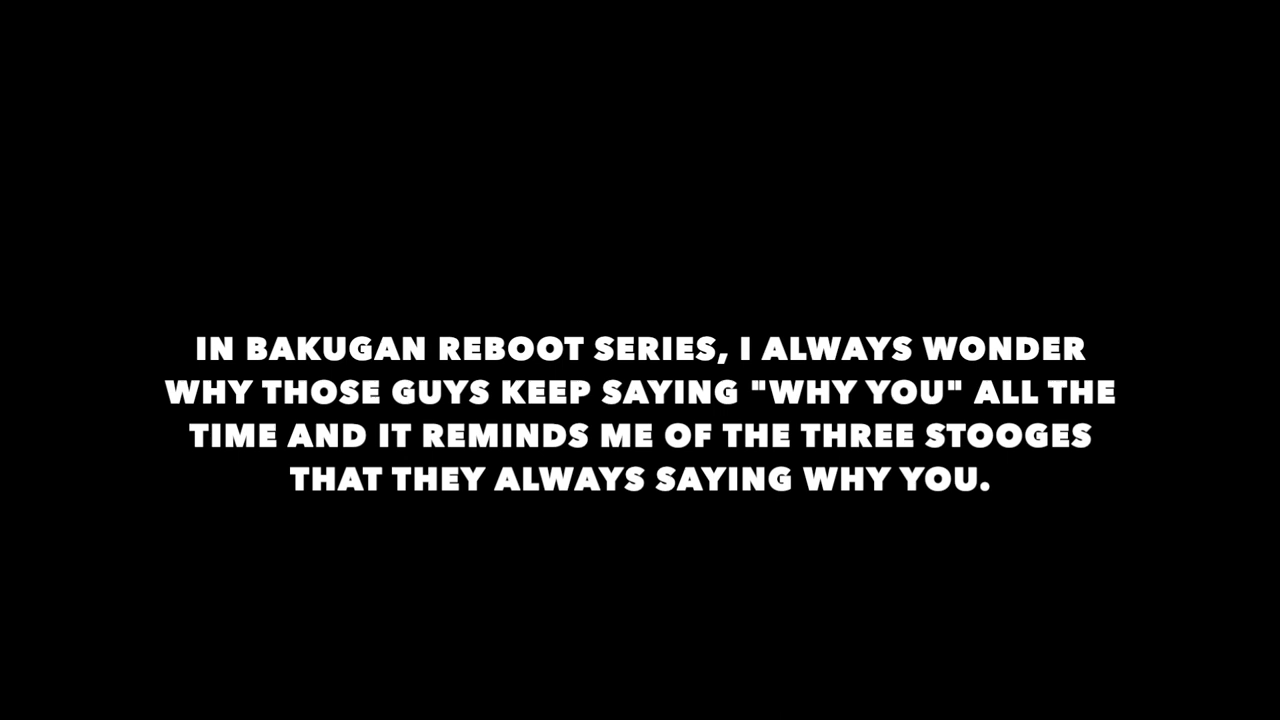 IN BAKUGAN REBOOT SERIES, I ALWAYS WONDER
WHY THOSE GUYS KEEP SAYING "WHY YOU" ALL THE
TIME AND IT REMINDS ME OF THE THREE STOOGES
THAT THEY ALWAYS SAYING WHY YOU.